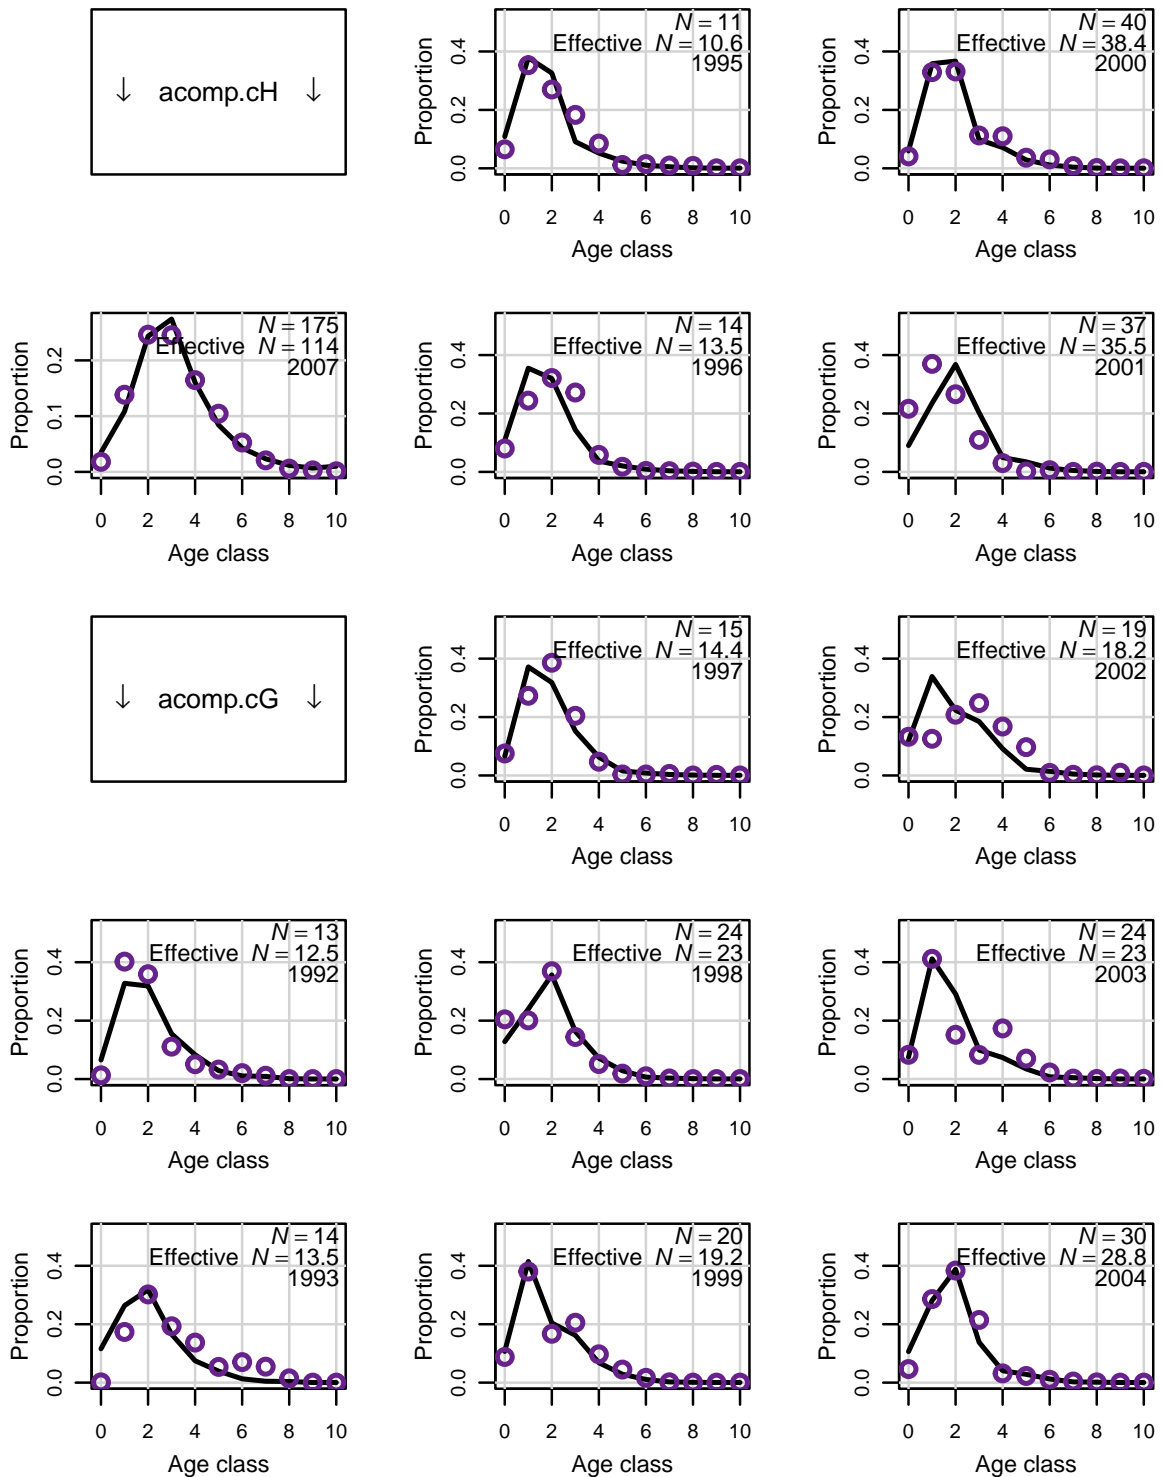 ↓ acomp.cH ↓
N = 11
Effective N = 10.6
1995
Proportion
0.0 0.2 0.4
0 2 4 6 8 10
Age class
N = 40
Effective N = 38.4
2000
Proportion
0.0 0.2 0.4
0 2 4 6 8 10
Age class
N = 175
Effective N = 114
2007
Proportion
0.0 0.1 0.2
0 2 4 6 8 10
Age class
N = 14
Effective N = 13.5
1996
Proportion
0.0 0.2 0.4
0 2 4 6 8 10
Age class
N = 37
Effective N = 35.5
2001
Proportion
0.0 0.2 0.4
0 2 4 6 8 10
Age class
↓ acomp.cG ↓
N = 15
Effective N = 14.4
1997
Proportion
0.0 0.2 0.4
0 2 4 6 8 10
Age class
N = 19
Effective N = 18.2
2002
Proportion
0.0 0.2 0.4
0 2 4 6 8 10
Age class
N = 13
Effective N = 12.5
1992
Proportion
0.0 0.2 0.4
0 2 4 6 8 10
Age class
N = 24
Effective N = 23
1998
Proportion
0.0 0.2 0.4
0 2 4 6 8 10
Age class
N = 24
Effective N = 23
2003
Proportion
0.0 0.2 0.4
0 2 4 6 8 10
Age class
N = 14
Effective N = 13.5
1993
Proportion
0.0 0.2 0.4
0 2 4 6 8 10
Age class
N = 20
Effective N = 19.2
1999
Proportion
0.0 0.2 0.4
0 2 4 6 8 10
Age class
N = 30
Effective N = 28.8
2004
Proportion
0.0 0.2 0.4
0 2 4 6 8 10
Age class